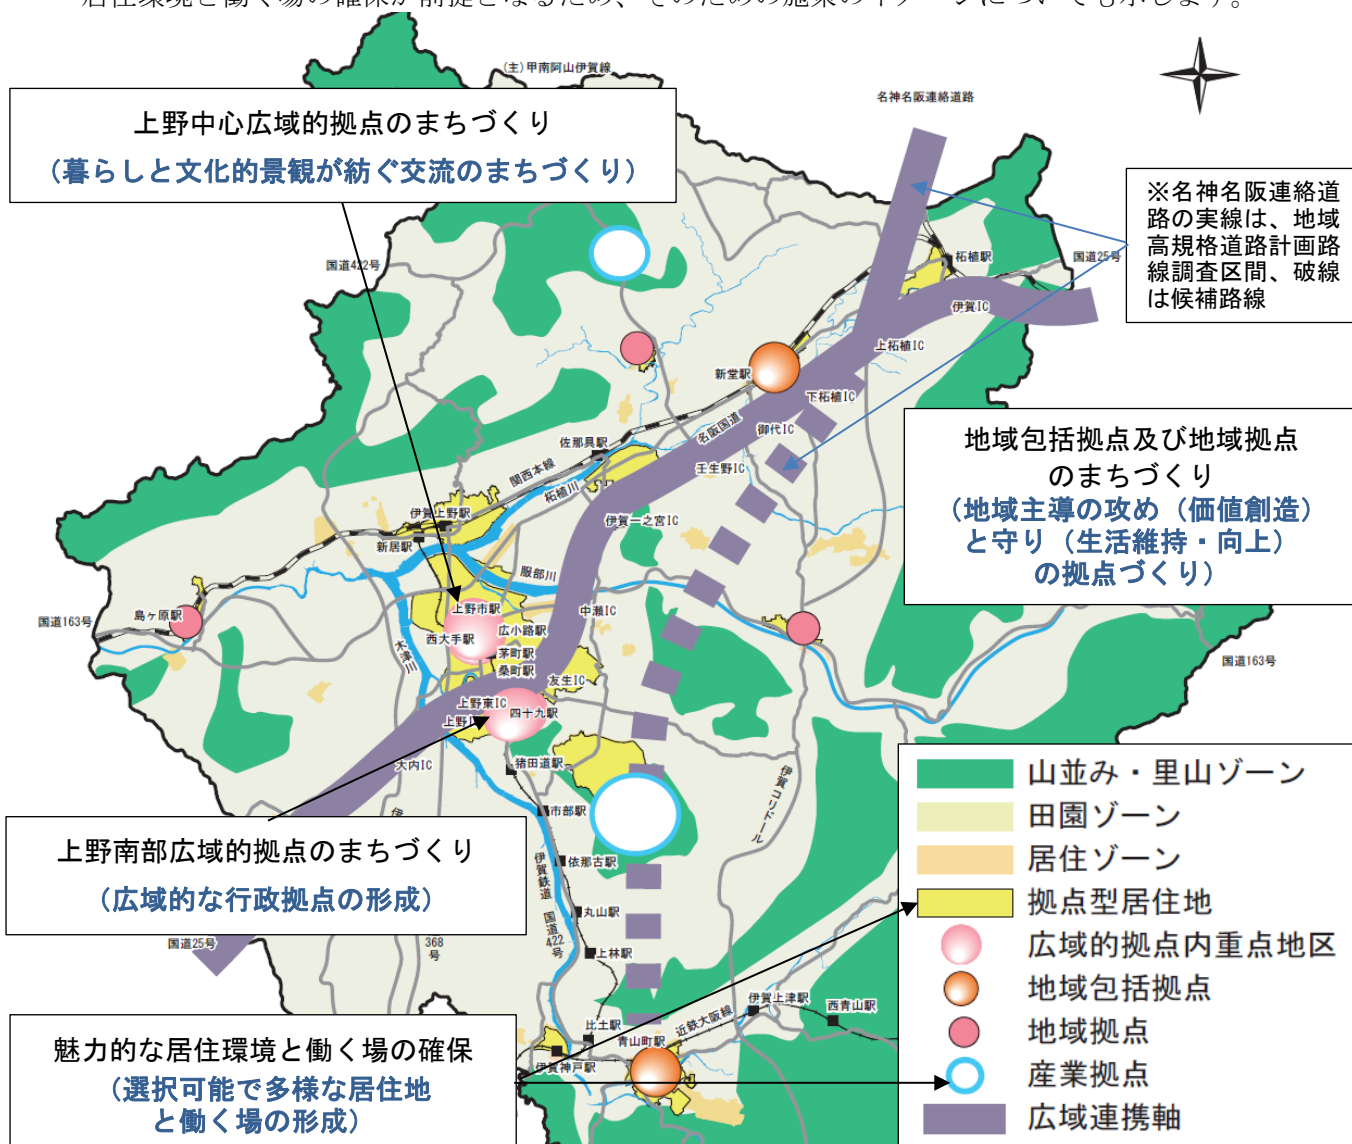 居住環境と働く場の確保が前提となるため、そのための施策のイメージについても示します。
(主)甲南阿山伊賀線
名神名阪連絡道路
上野中心広域的拠点のまちづくり
（暮らしと文化的景観が紡ぐ交流のまちづくり）
※名神名阪連絡道
路の実線は、地域
高規格道路計画路
線調査区間、破線
は候補路線
国道422号
柘植駅
国道25号
伊賀IC
上柘植IC
新堂駅
下柘植IC
名阪国道
御代IC
佐那具駅
壬生野IC
関西本線
柘植川
地域包括拠点及び地域拠点
のまちづくり
（地域主導の攻め（価値創造）
と守り（生活維持・向上）
の拠点づくり）
伊賀上野駅
伊賀一之宮IC
新居駅
服部川
島ヶ原駅
国道163号
上野市駅
中瀬IC
広小路駅
西大手駅
木津川
茅町駅
桑町駅
友生IC
国道163号
上野東IC
四十九駅
上野I
大内IC
猪田道駅
伊賀コリドール
市部駅
伊
上野南部広域的拠点のまちづくり
（広域的な行政拠点の形成）
依那古駅
伊賀鉄道
丸山駅
国道422号
国道25号
368号
上林駅
伊賀上津駅
西青山駅
近鉄大阪線
比土駅
青山町駅
伊賀神戸駅
魅力的な居住環境と働く場の確保
（選択可能で多様な居住地
と働く場の形成）
山並み・里山ゾーン
田園ゾーン
居住ゾーン
拠点型居住地
広域的拠点内重点地区
地域包括拠点
地域拠点
産業拠点
広域連携軸